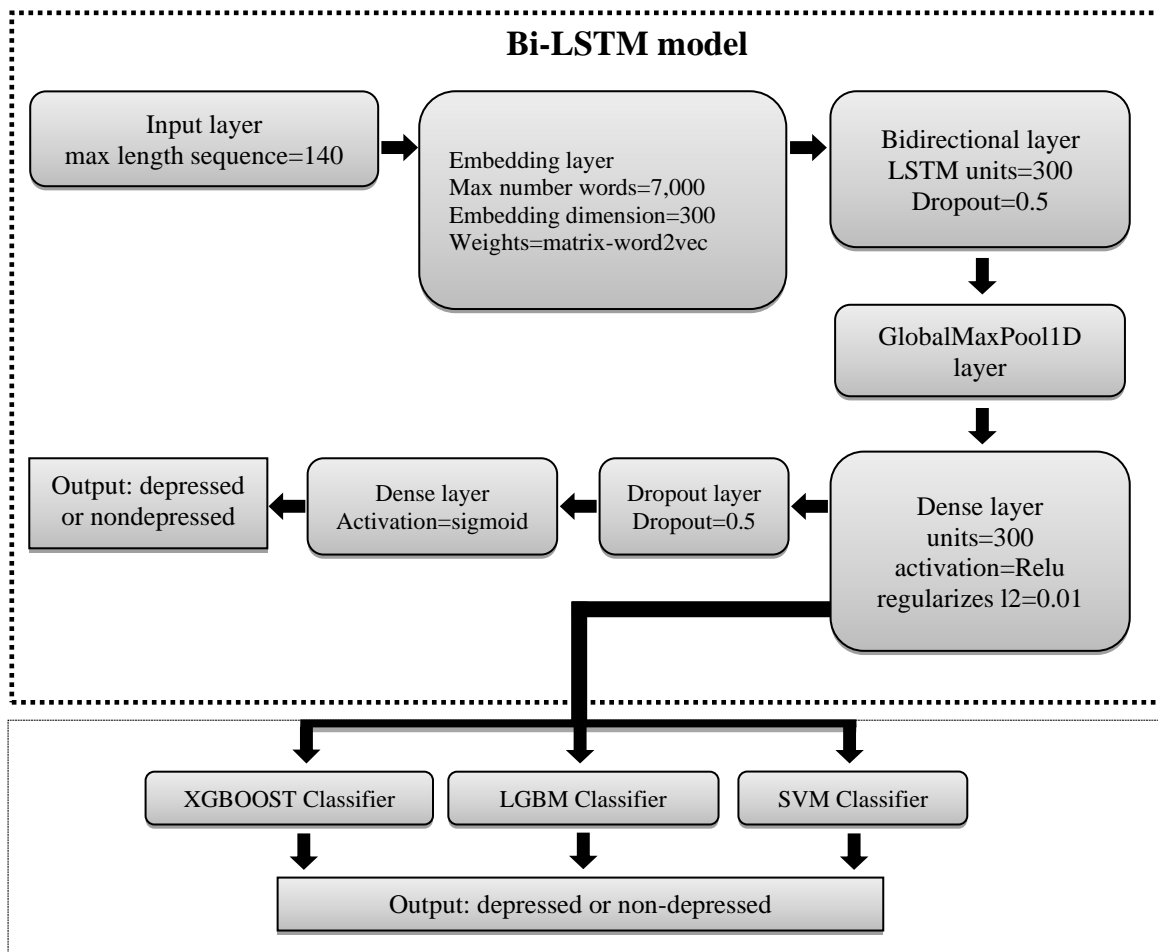 Bi-LSTM model
Input layer
max length sequence=140
Embedding layer
Max number words=7,000
Embedding dimension=300
Weights=matrix-word2vec
Bidirectional layer
LSTM units=300
Dropout=0.5
GlobalMaxPool1D
layer
Dense layer
units=300
activation=Relu
regularizes l2=0.01
Dropout layer
Dropout=0.5
Dense layer
Activation=sigmoid
Output: depressed
or nondepressed
XGBOOST Classifier
LGBM Classifier
SVM Classifier
Output: depressed or non-depressed